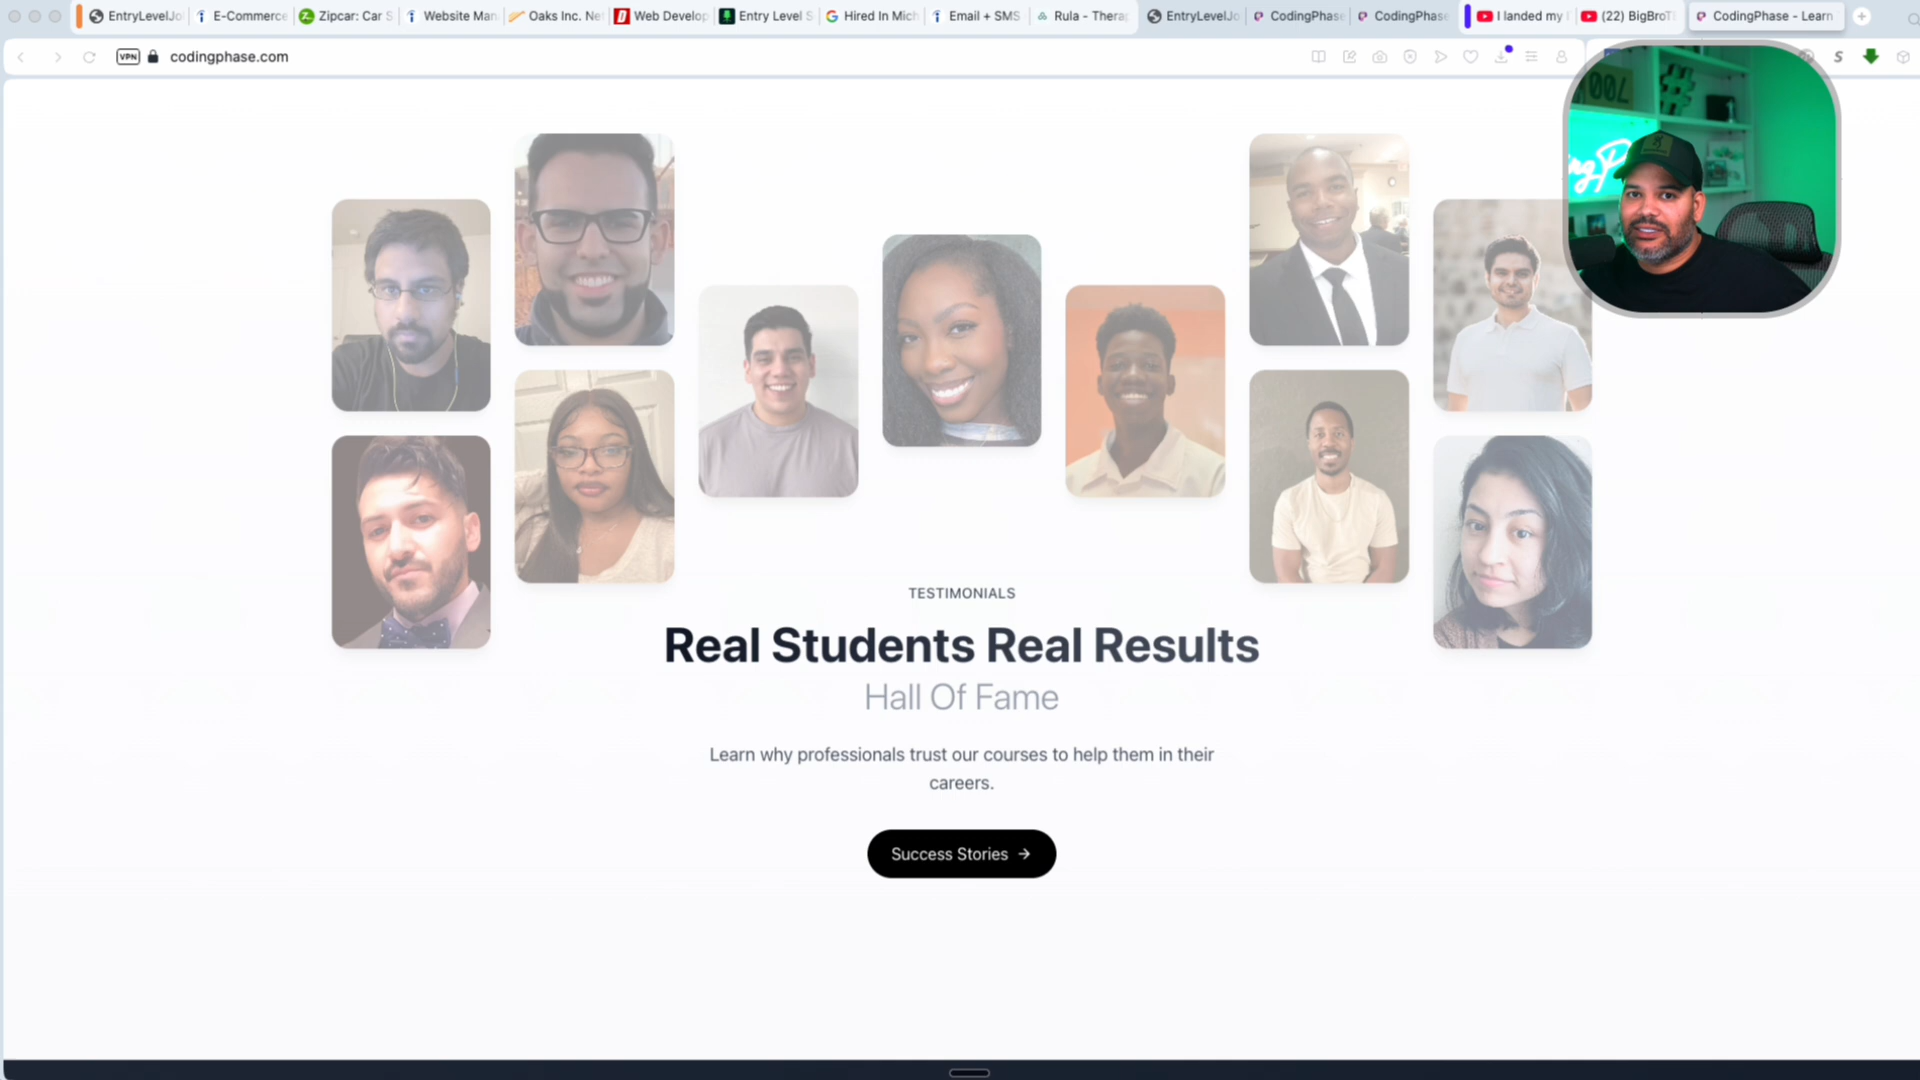 EntryLevelJo
E-Commerce
Zipcar: Car S
Website Man
Oaks Inc. Ne
Web Develop
Entry Level S
Hired In Mich
Email + SMS
Rula - Thera
EntryLevelJo
CodingPhase
CodingPhase
I landed my
(22) BigBroT
CodingPhase - Learn
VPN
codingphase.com
TESTIMONIALS
Real Students Real Results
Hall Of Fame
Learn why professionals trust our courses to help them in their
careers.
Success Stories →